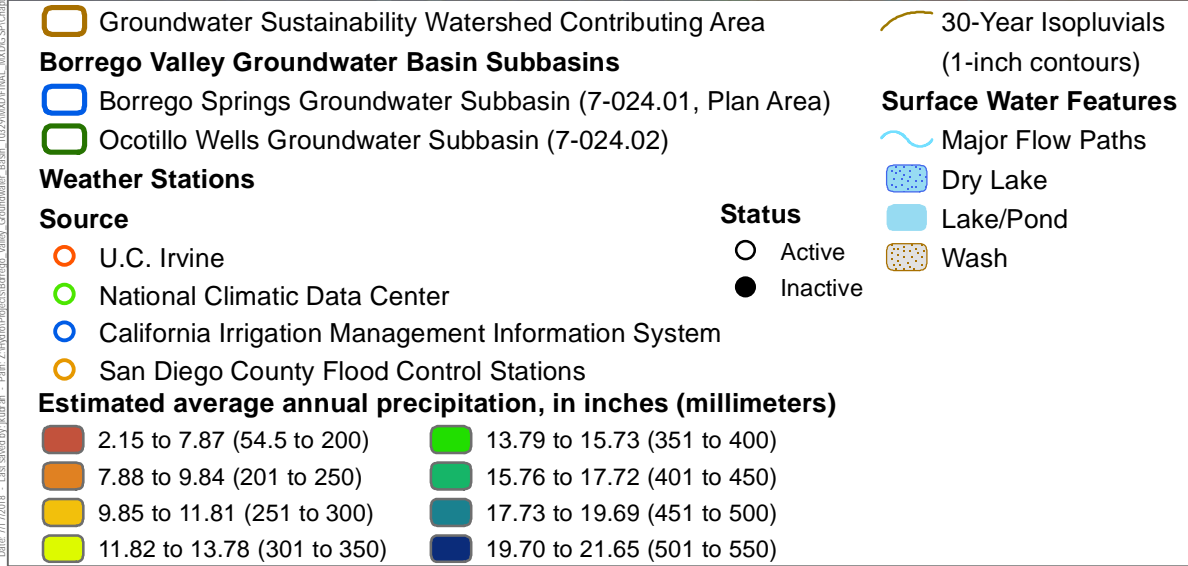 Groundwater Sustainability Watershed Contributing Area
Borrego Valley Groundwater Basin Subbasins
Borrego Springs Groundwater Subbasin (7-024.01, Plan Area)
Ocotillo Wells Groundwater Subbasin (7-024.02)
Weather Stations
Source
U.C. Irvine
National Climatic Data Center
California Irrigation Management Information System
San Diego County Flood Control Stations
Status
Active
Inactive
30-Year Isopluvials
(1-inch contours)
Surface Water Features
Major Flow Paths
Dry Lake
Lake/Pond
Wash
Estimated average annual precipitation, in inches (millimeters)
2.15 to 7.87 (54.5 to 200)
7.88 to 9.84 (201 to 250)
9.85 to 11.81 (251 to 300)
11.82 to 13.78 (301 to 350)
13.79 to 15.73 (351 to 400)
15.76 to 17.72 (401 to 450)
17.73 to 19.69 (451 to 500)
19.70 to 21.65 (501 to 550)